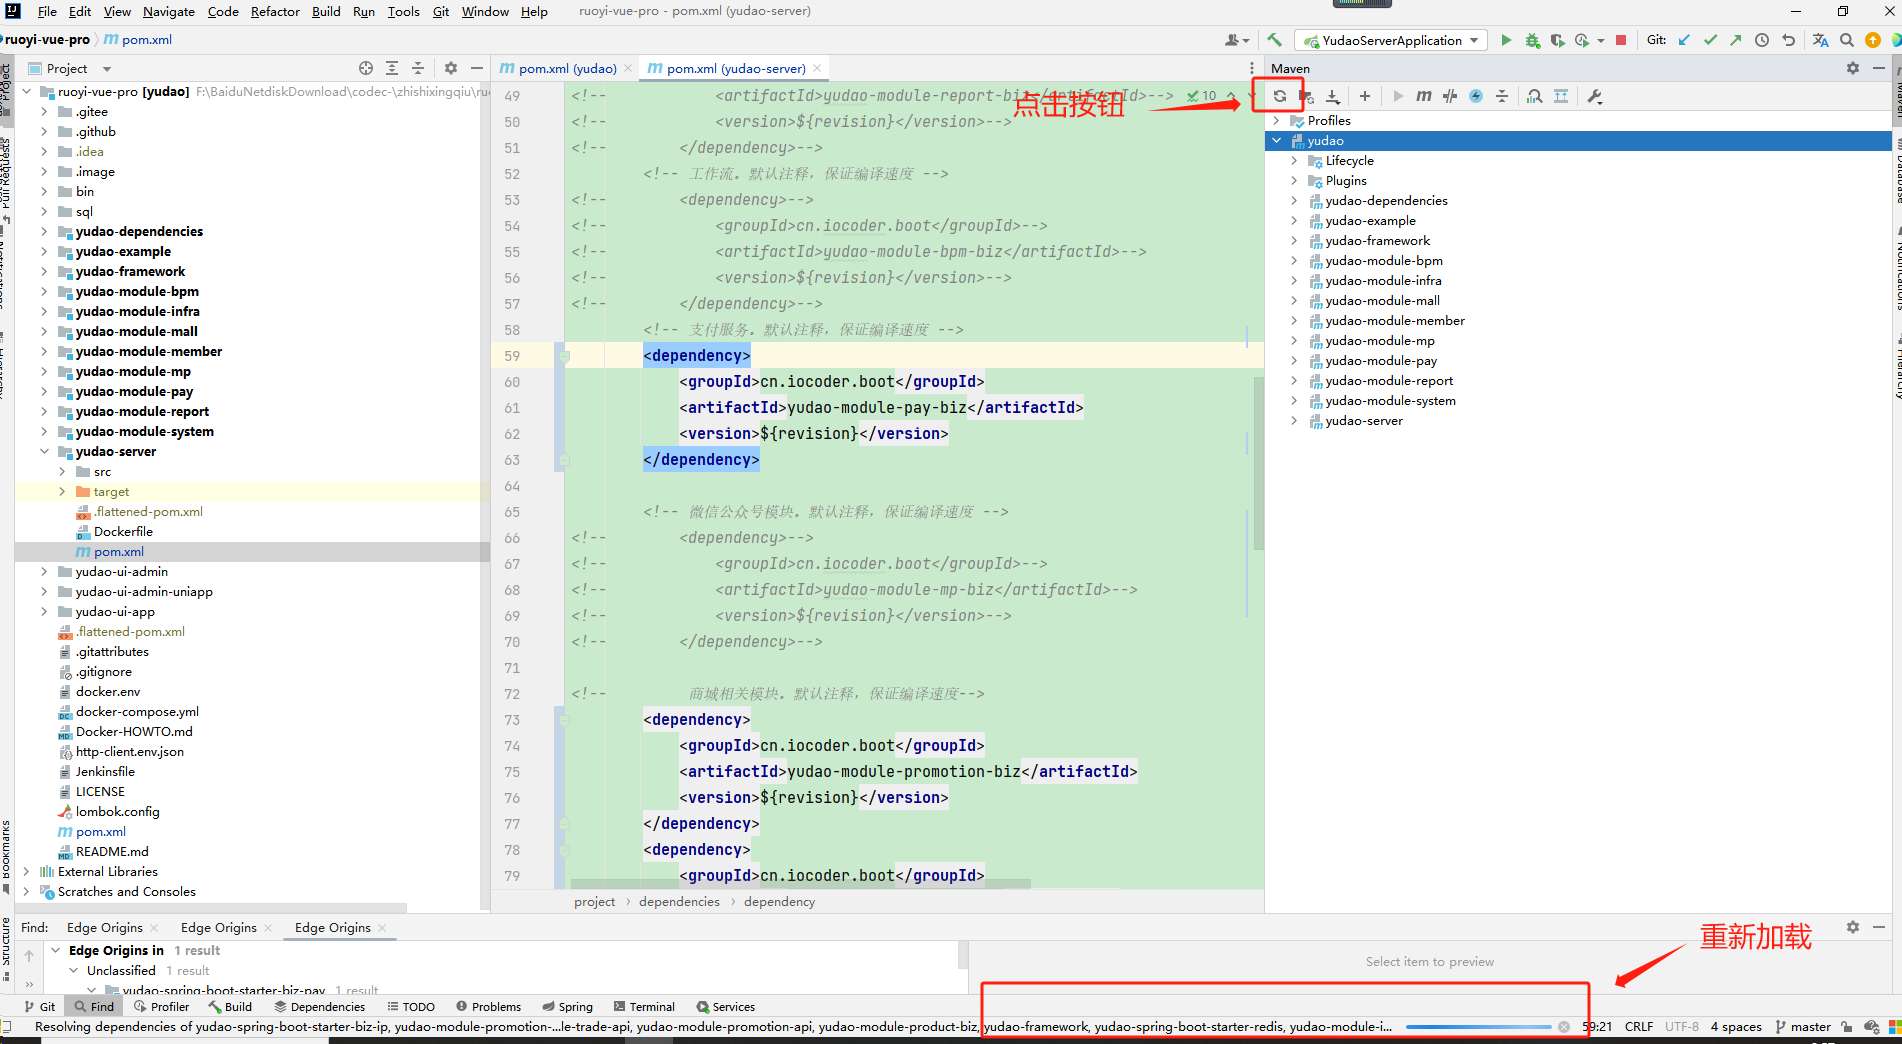 File Edit View Navigate Code Refactor Build Run Tools Git Window Help ruoyi-vue-pro - pom.xml (yudao-server)
ruoyi-vue-pro pom.xml YudaoServerApplication Git:
Project
pom.xml (yudao) pom.xml (yudao-server)
Maven
ruoyi-vue-pro [yudao] F:\BaiduNetdiskDownload\codec-\zhishixingqiu\ruo
.gitee
.github
.idea
.image
bin
sql
yudao-dependencies
yudao-example
yudao-framework
yudao-module-bpm
yudao-module-infra
yudao-module-mall
yudao-module-member
yudao-module-mp
yudao-module-pay
yudao-module-report
yudao-module-system
yudao-server
src
target
.flattened-pom.xml
Dockerfile
pom.xml
yudao-ui-admin
yudao-ui-admin-uniapp
yudao-ui-app
.flattened-pom.xml
.gitattributes
.gitignore
docker.env
docker-compose.yml
Docker-HOWTO.md
http-client.env.json
Jenkinsfile
LICENSE
lombok.config
pom.xml
README.md
External Libraries
Scratches and Consoles
49 <!-- <artifactId>yudao-module-report-biz</artifactId>--> 10
点击按钮
50 <!-- <version>${revision}</version>-->
51 <!-- </dependency>-->
52 <!-- 工作流。默认注释，保证编译速度 -->
53 <!-- <dependency>-->
54 <!-- <groupId>cn.iocoder.boot</groupId>-->
55 <!-- <artifactId>yudao-module-bpm-biz</artifactId>-->
56 <!-- <version>${revision}</version>-->
57 <!-- </dependency>-->
58 <!-- 支付服务。默认注释，保证编译速度 -->
59 <dependency>
60 <groupId>cn.iocoder.boot</groupId>
61 <artifactId>yudao-module-pay-biz</artifactId>
62 <version>${revision}</version>
63 </dependency>
64
65 <!-- 微信公众号模块。默认注释，保证编译速度 -->
66 <!-- <dependency>-->
67 <!-- <groupId>cn.iocoder.boot</groupId>-->
68 <!-- <artifactId>yudao-module-mp-biz</artifactId>-->
69 <!-- <version>${revision}</version>-->
70 <!-- </dependency>-->
71
72 <!-- 商城相关模块。默认注释，保证编译速度-->
73 <dependency>
74 <groupId>cn.iocoder.boot</groupId>
75 <artifactId>yudao-module-promotion-biz</artifactId>
76 <version>${revision}</version>
77 </dependency>
78 <dependency>
79 <groupId>cn.iocoder.boot</groupId>
project dependencies dependency
Profiles
yudao
Lifecycle
Plugins
yudao-dependencies
yudao-example
yudao-framework
yudao-module-bpm
yudao-module-infra
yudao-module-mall
yudao-module-member
yudao-module-mp
yudao-module-pay
yudao-module-report
yudao-module-system
yudao-server
Find: Edge Origins Edge Origins Edge Origins
Edge Origins in 1 result
Unclassified 1 result
yudao-spring-boot-starter-biz-pay 1 result
Select item to preview
重新加载
Git Find Profiler Build Dependencies TODO Problems Spring Terminal Services
Resolving dependencies of yudao-spring-boot-starter-biz-ip, yudao-module-promotion-...le-trade-api, yudao-module-promotion-api, yudao-module-product-biz, yudao-framework, yudao-spring-boot-starter-redis, yudao-module-i... 59:21 CRLF UTF-8 4 spaces master
Project
Pull Requests
Bookmarks
Structure